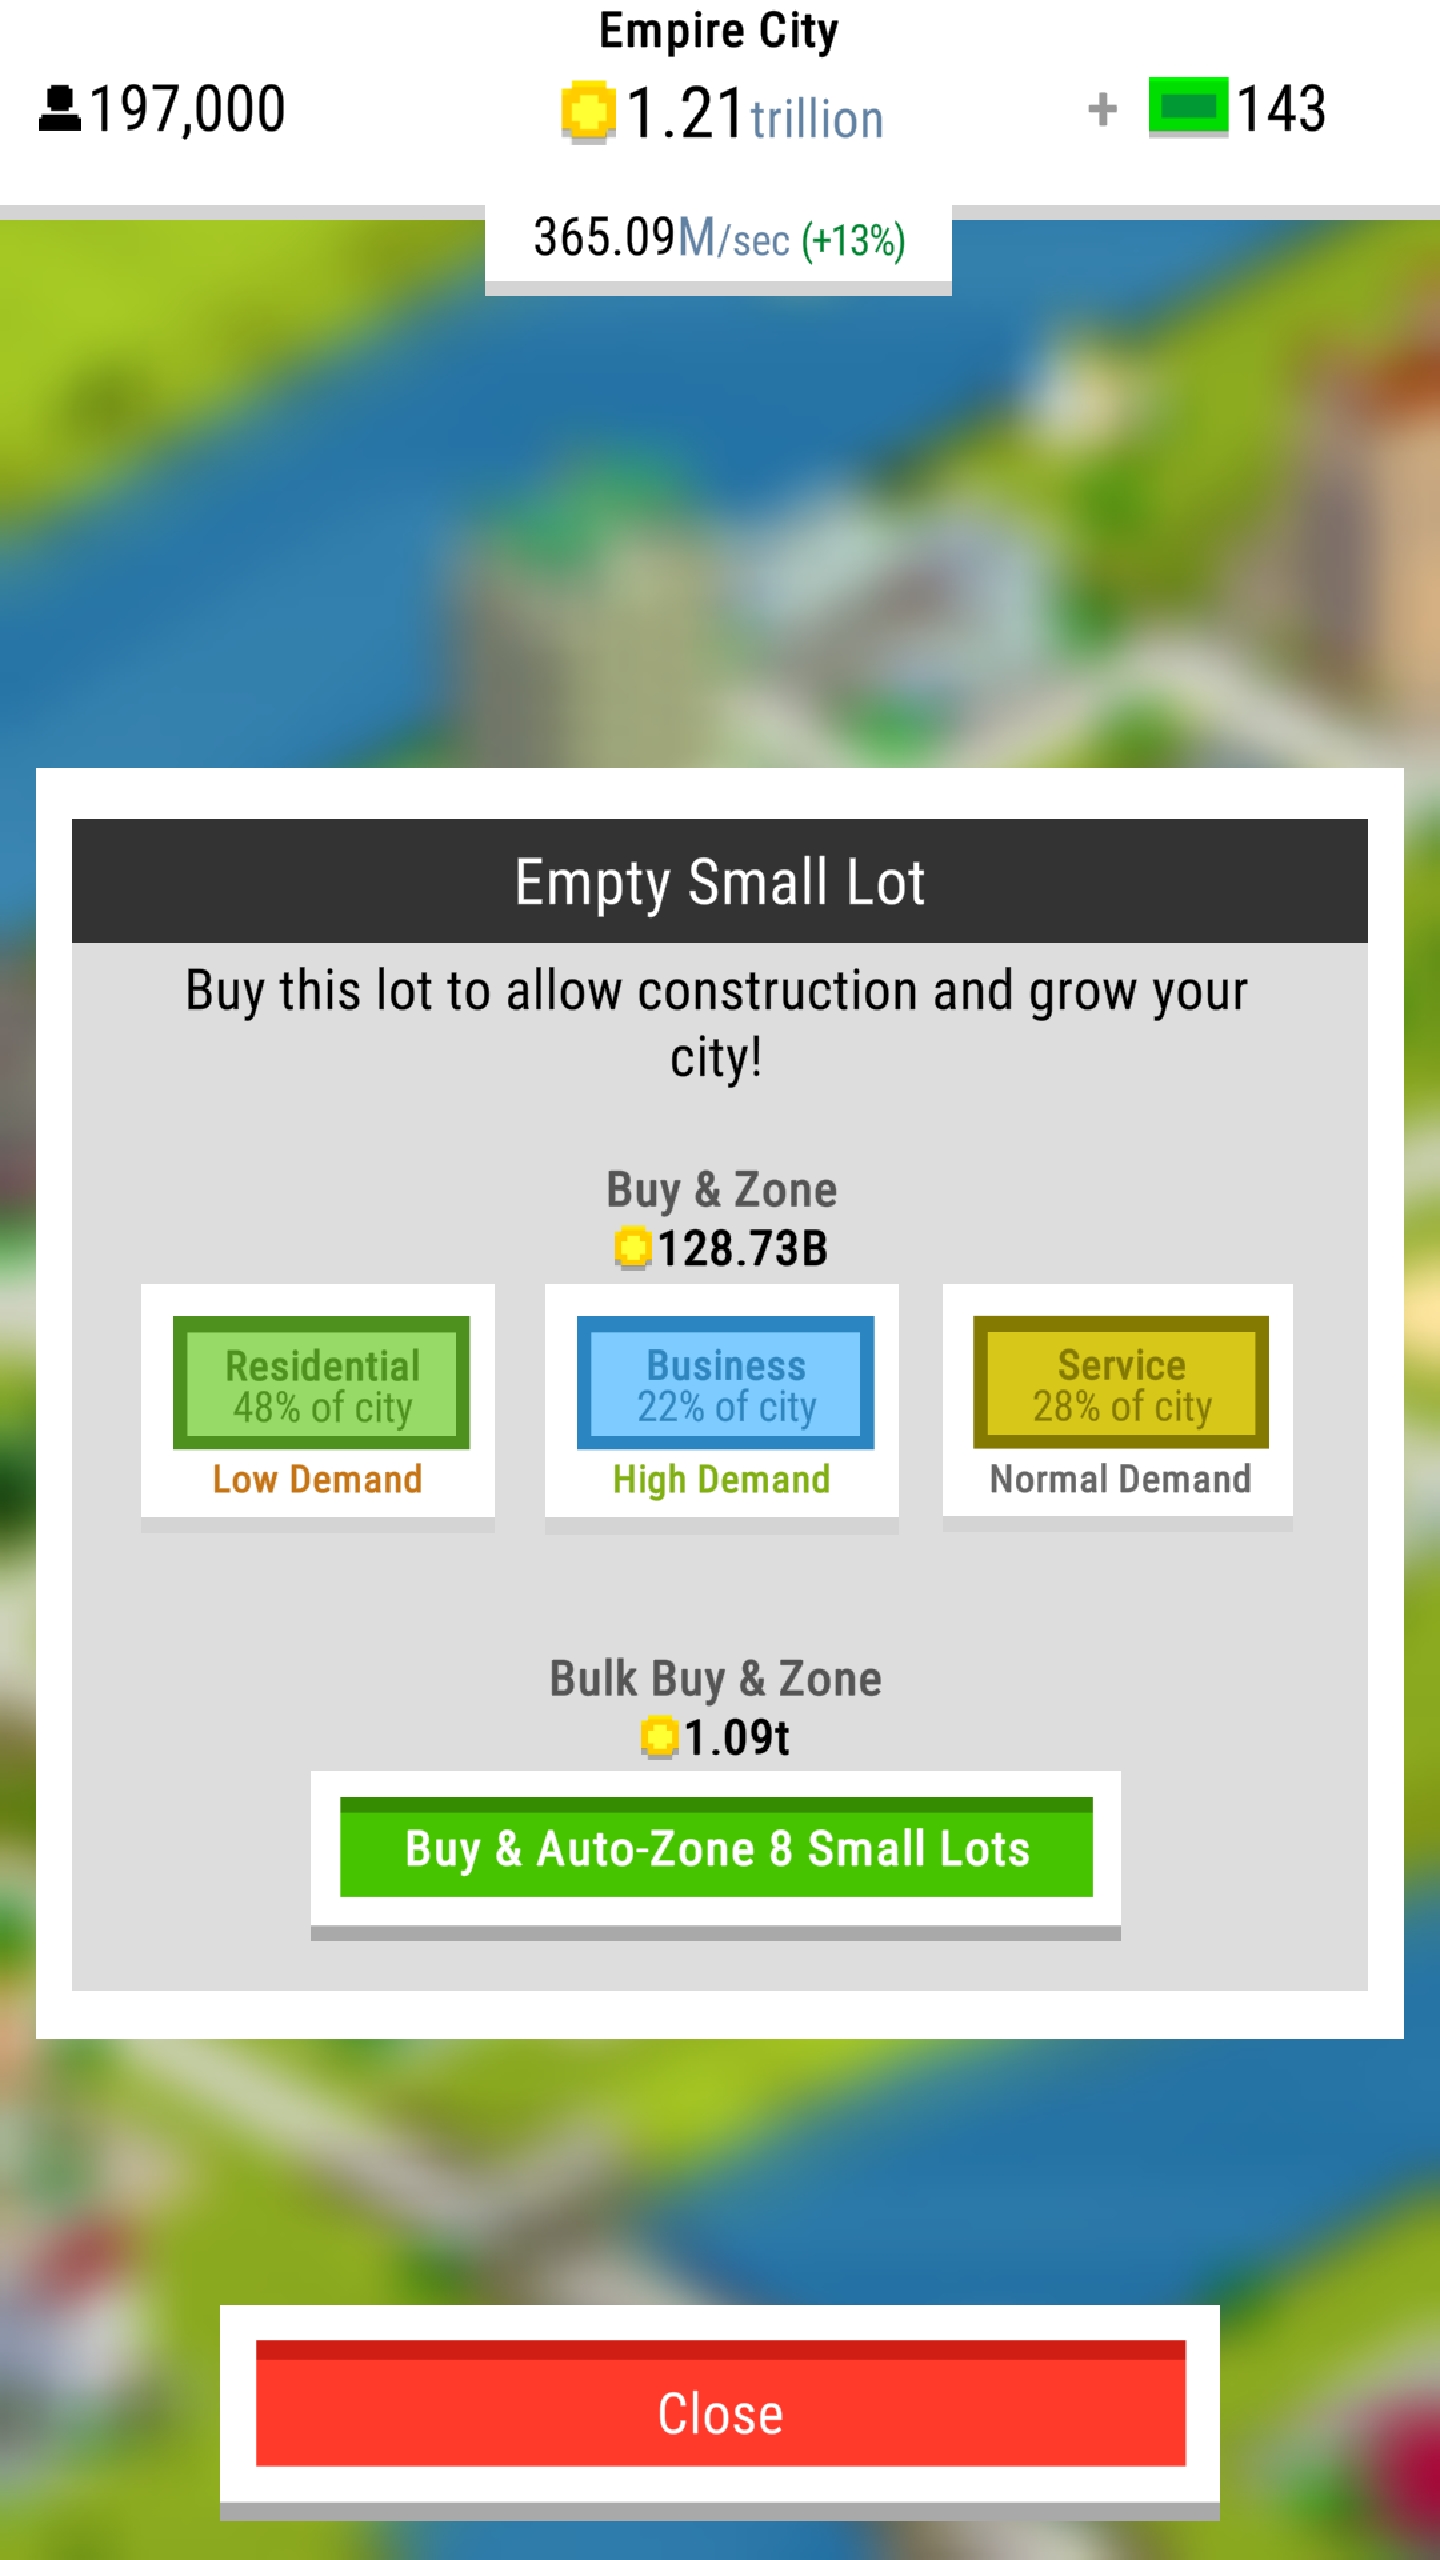 Empire City
197,000
1.21 trillion
+ 143
365.09M/sec (+13%)
Empty Small Lot
Buy this lot to allow construction and grow your
city!
Buy & Zone
128.73B
Residential
48% of city
Low Demand
Business
22% of city
High Demand
Service
28% of city
Normal Demand
Bulk Buy & Zone
1.09t
Buy & Auto-Zone 8 Small Lots
Close